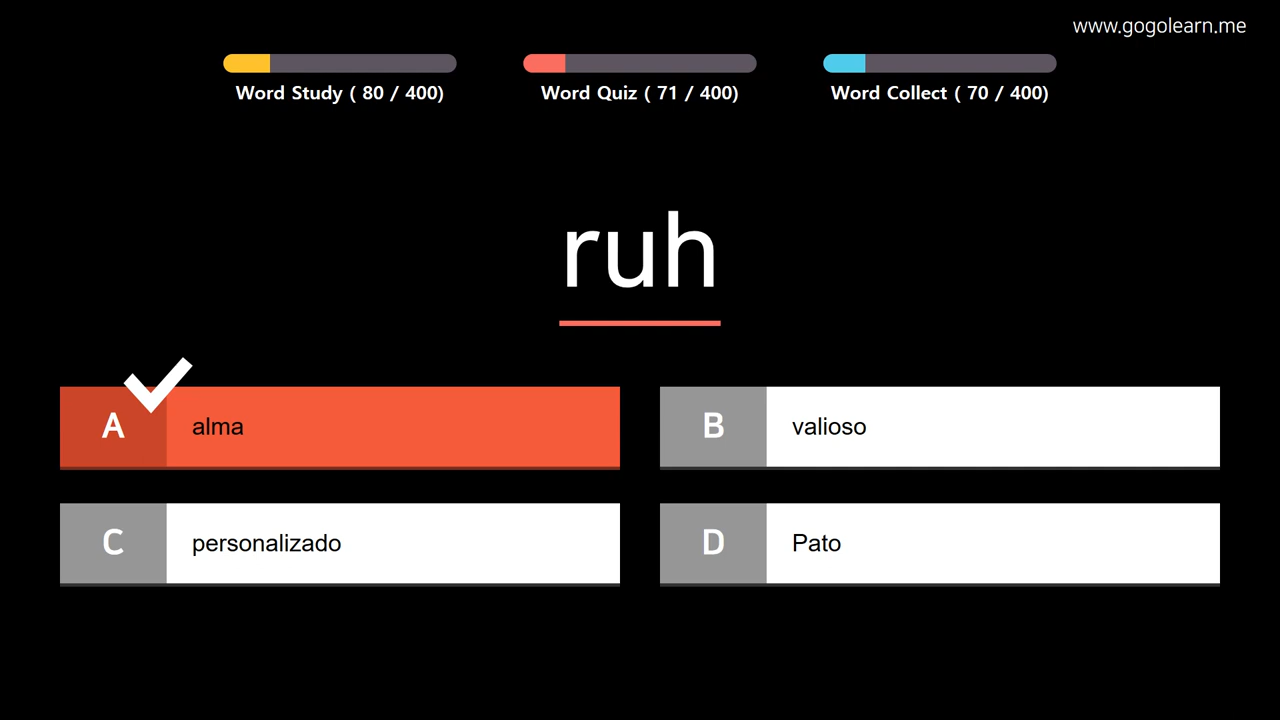 www.gogolearn.me
Word Study ( 80 / 400)
Word Quiz ( 71 / 400)
Word Collect ( 70 / 400)
ruh
A alma
B valioso
C personalizado
D Pato